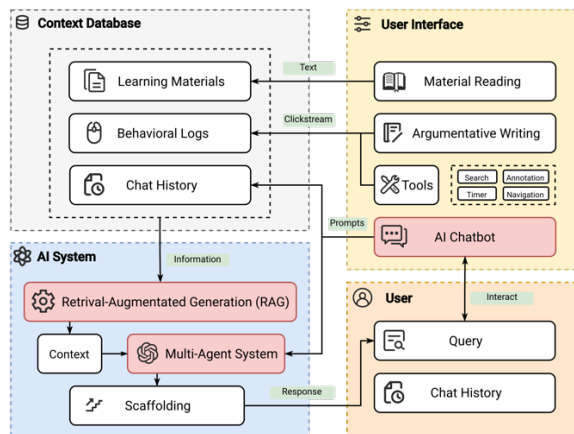 Context Database
User Interface
Learning Materials
Text
Material Reading
Behavioral Logs
Clickstream
Argumentative Writing
Chat History
Tools
Search
Annotation
Timer
Navigation
Prompts
AI Chatbot
AI System
Information
Retrival-Augmentated Generation (RAG)
User
Interact
Context
Multi-Agent System
Query
Scaffolding
Response
Chat History